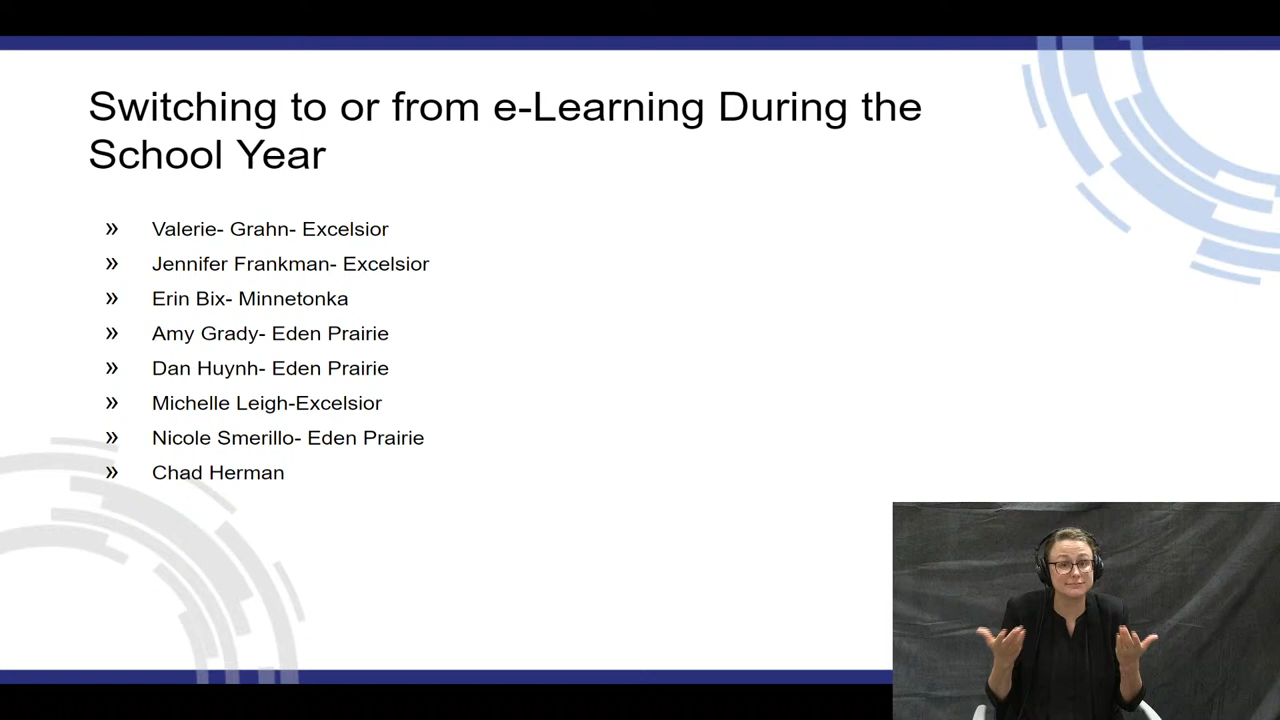 Switching to or from e-Learning During the
School Year
» Valerie- Grahn- Excelsior
» Jennifer Frankman- Excelsior
» Erin Bix- Minnetonka
» Amy Grady- Eden Prairie
» Dan Huynh- Eden Prairie
» Michelle Leigh-Excelsior
» Nicole Smerillo- Eden Prairie
» Chad Herman